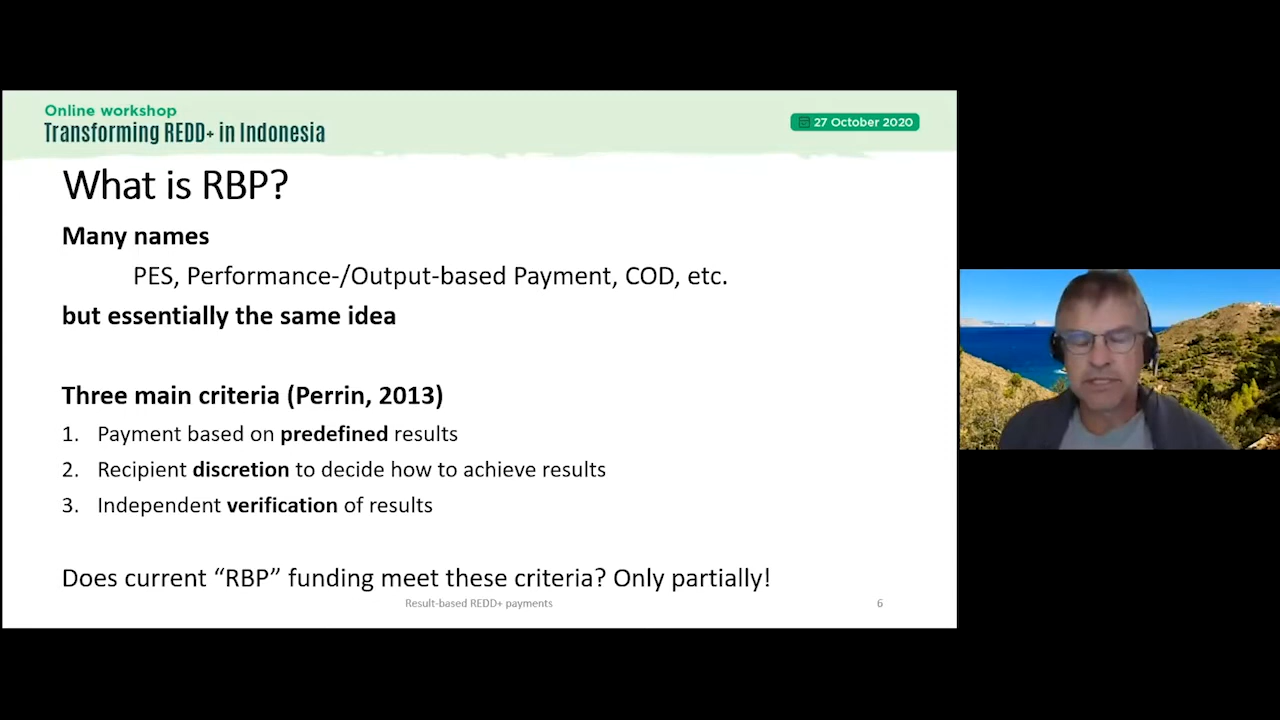 Online workshop
Transforming REDD+ in Indonesia
27 October 2020
What is RBP?
Many names
PES, Performance-/Output-based Payment, COD, etc.
but essentially the same idea
Three main criteria (Perrin, 2013)
1. Payment based on predefined results
2. Recipient discretion to decide how to achieve results
3. Independent verification of results
Does current “RBP” funding meet these criteria? Only partially!
Result-based REDD+ payments
6